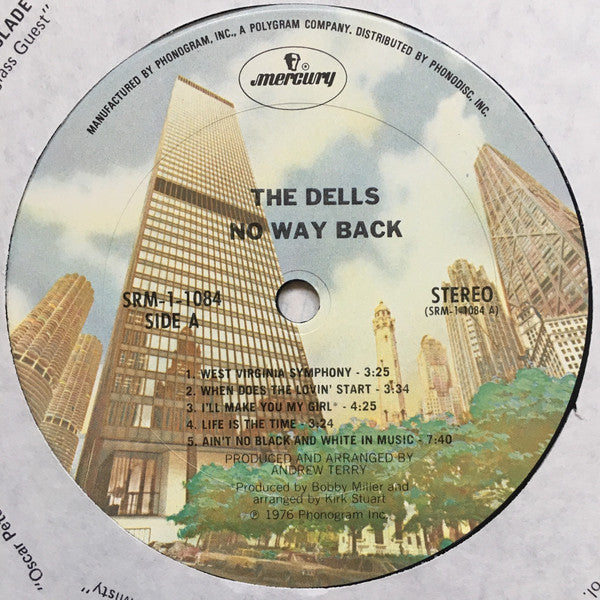 MANUFACTURED BY PHONOGRAM, INC., A POLYGRAM COMPANY. DISTRIBUTED BY PHONODISC, INC.
mercury
THE DELLS
NO WAY BACK
SRM-1-1084
SIDE A
STEREO
(SRM-1-1084 A)
1. WEST VIRGINIA SYMPHONY - 3:25
2. WHEN DOES THE LOVIN' START - 3:34
3. I'LL MAKE YOU MY GIRL* - 4:25
4. LIFE IS THE TIME - 3:24
5. AIN'T NO BLACK AND WHITE IN MUSIC - 7:40
PRODUCED AND ARRANGED BY
ANDREW TERRY
*Produced by Bobby Miller and
arranged by Kirk Stuart
℗ 1976 Phonogram Inc.
Guest"
"Oscar